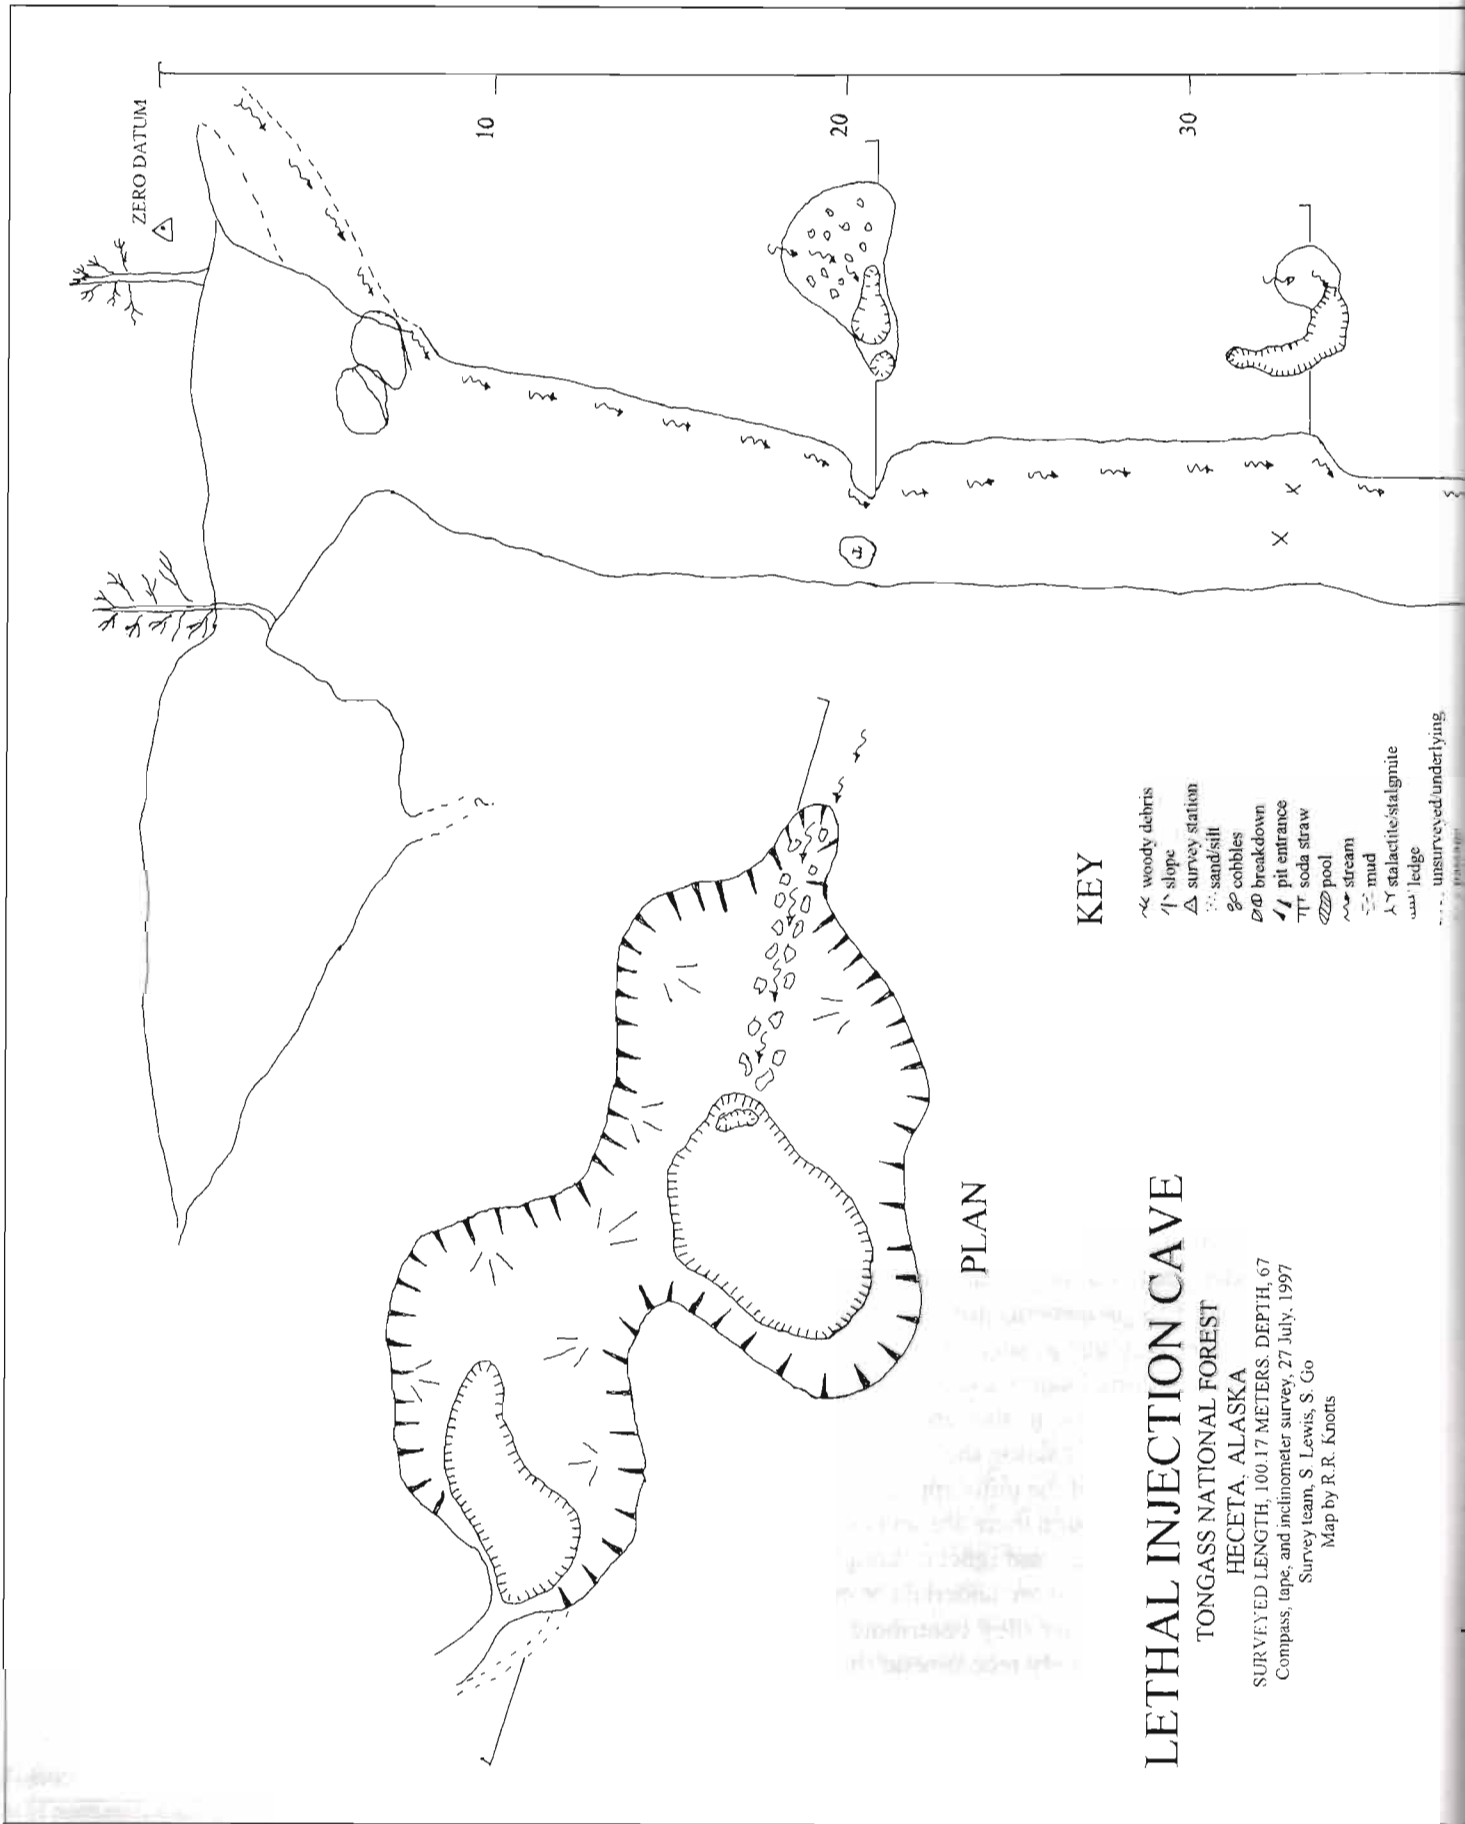 ZERO DATUM
10
20
30
?
PLAN
KEY
woody debris
slope
survey station
sand/silt
cobbles
breakdown
pit entrance
soda straw
pool
stream
mud
stalactite/stalgmite
ledge
unsurveyed/underlying
LETHAL INJECTION CAVE
TONGASS NATIONAL FOREST
HECETA, ALASKA
SURVEYED LENGTH, 100.17 METERS. DEPTH, 67
Compass, tape, and inclinometer survey, 27 July, 1997
Survey team, S. Lewis, S. Go
Map by R.R. Knotts